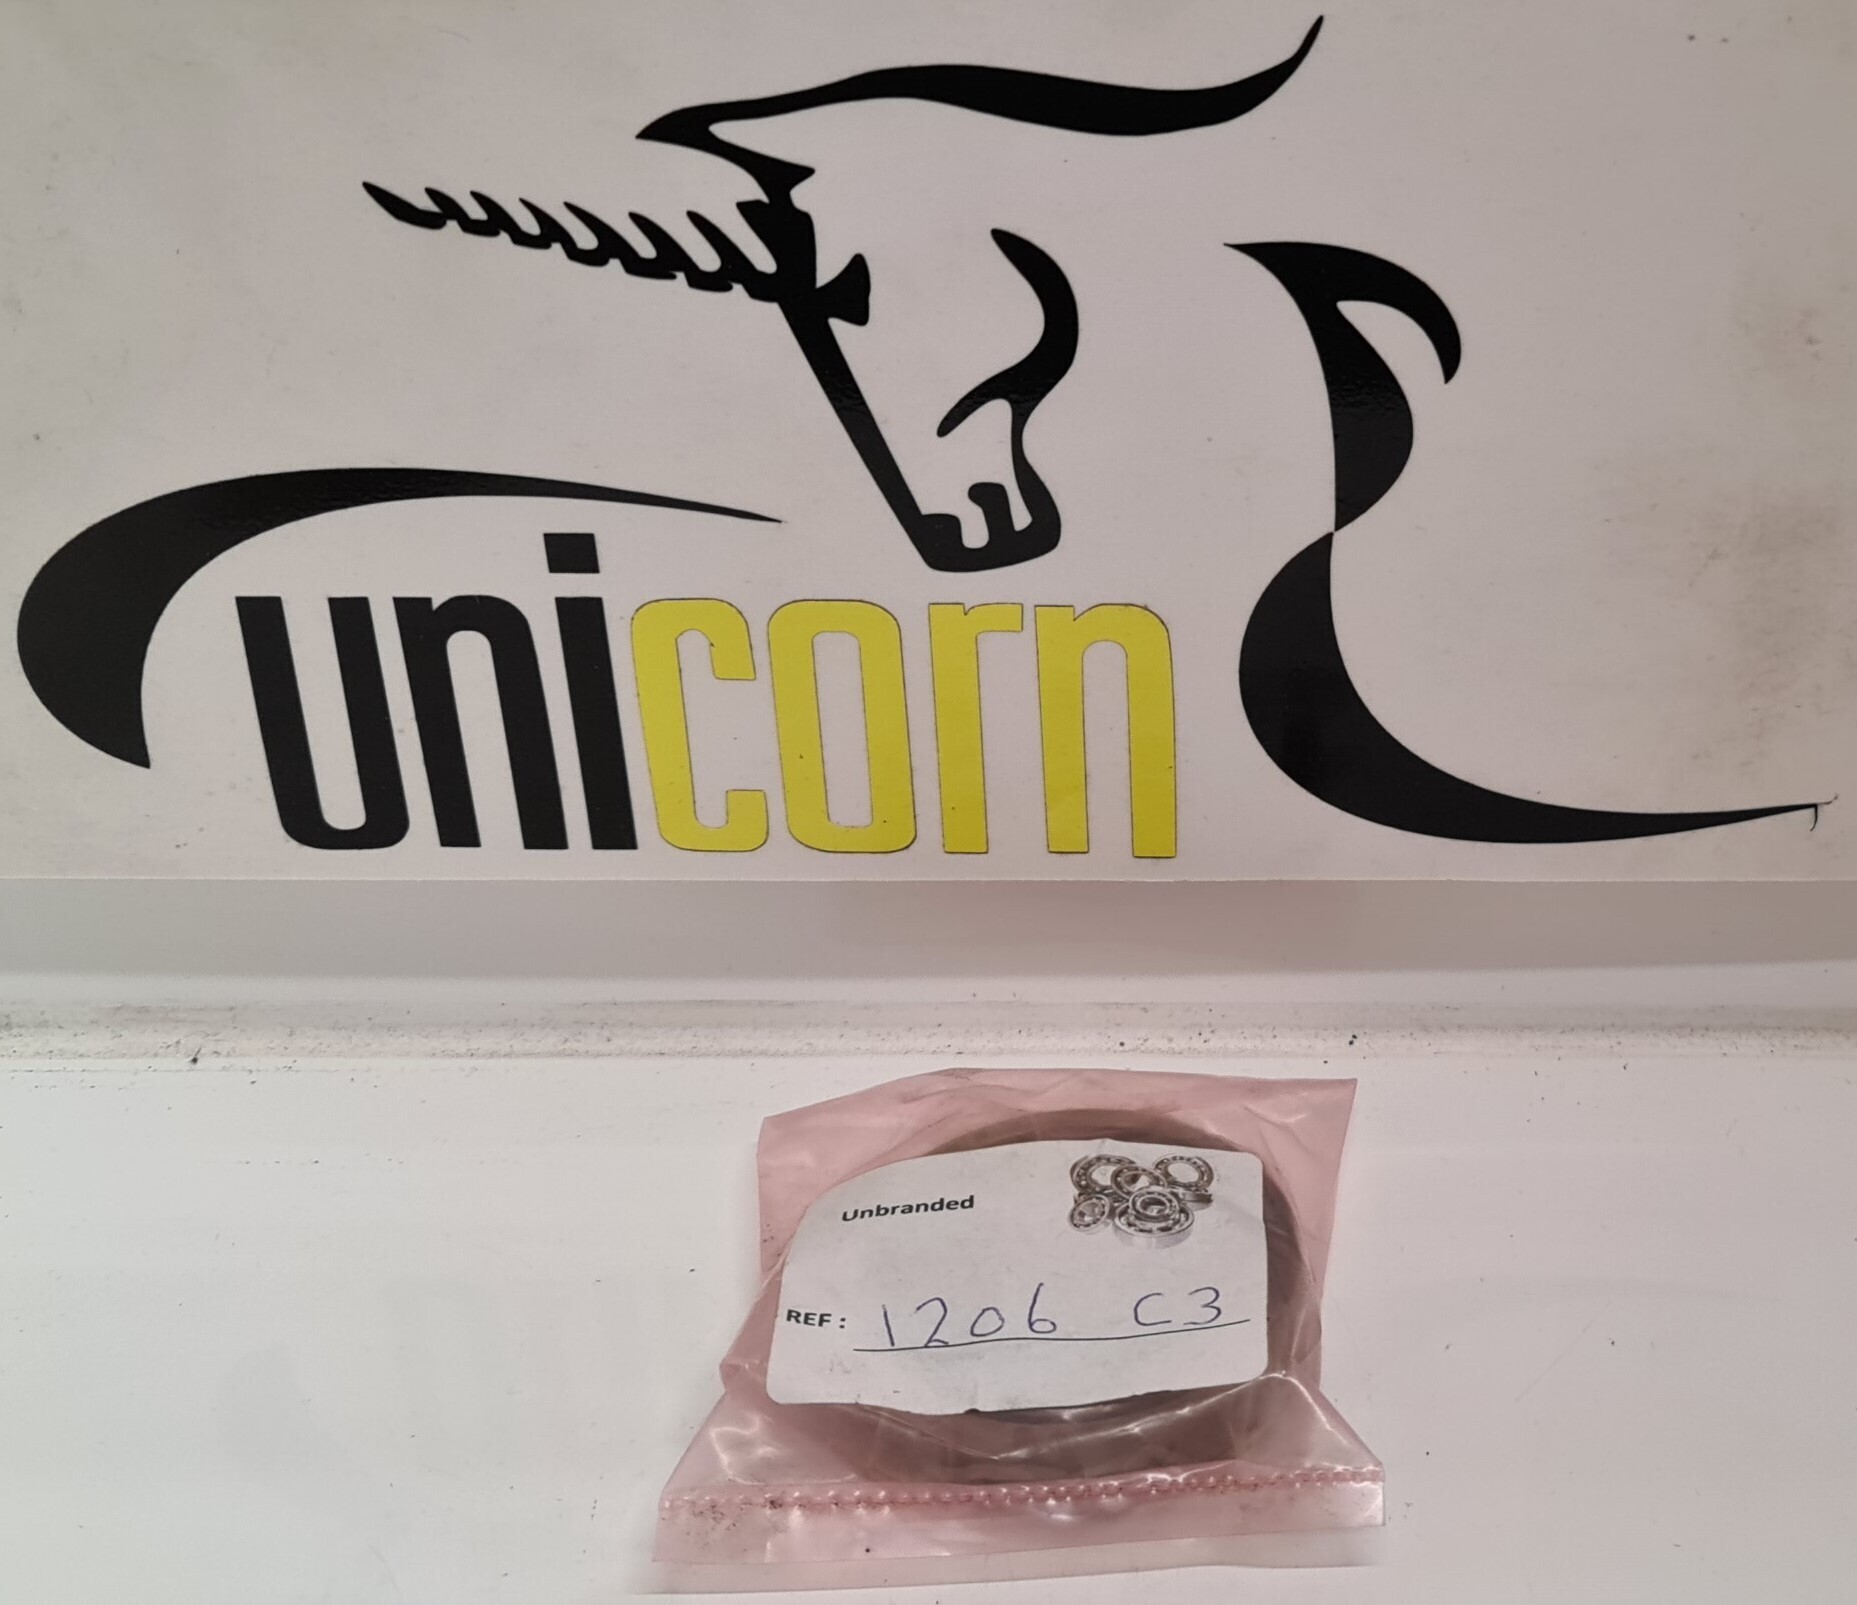 unicorn
Unbranded
REF: 1206 C3